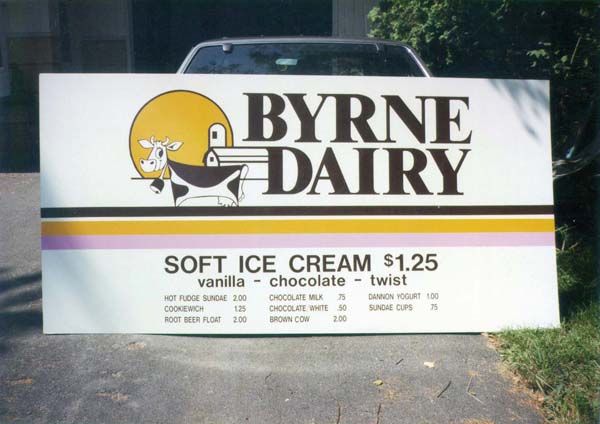 BYRNE
DAIRY
SOFT ICE CREAM $1.25
vanilla - chocolate - twist
HOT FUDGE SUNDAE 2.00 CHOCOLATE MILK .75 DANNON YOGURT 1.00
COOKIEWICH 1.25 CHOCOLATE WHITE .50 SUNDAE CUPS .75
ROOT BEER FLOAT 2.00 BROWN COW 2.00